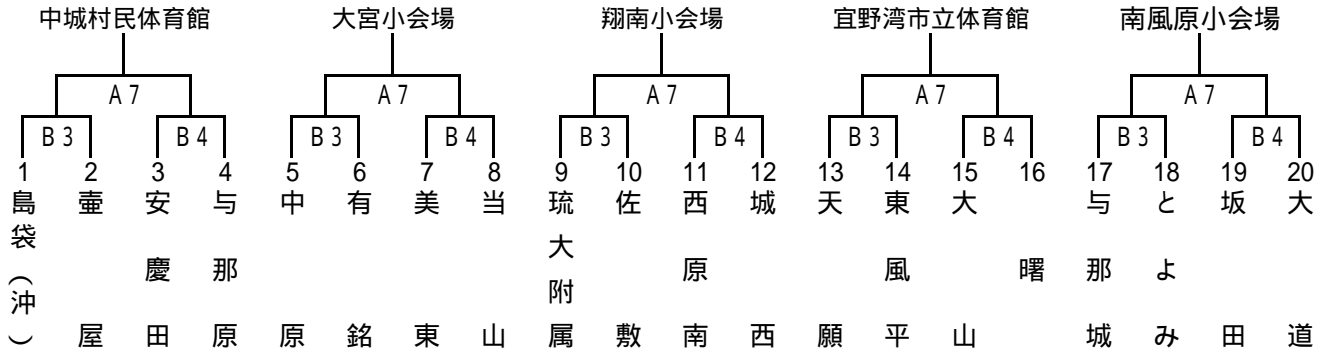 中城村民体育館 大宮小会場 翔南小会場 宜野湾市立体育館 南風原小会場
A7 A7 A7 A7 A7
B3 B4 B3 B4 B3 B4 B3 B4 B3 B4
1 2 3 4 5 6 7 8 9 10 11 12 13 14 15 16 17 18 19 20
島袋(沖)
壷屋
安慶田
与那原
中原
有銘
美東
当山
琉大附属
佐敷
西原南
城西
天願
東風平
大山
曙
与那城
とよみ
坂田
大道